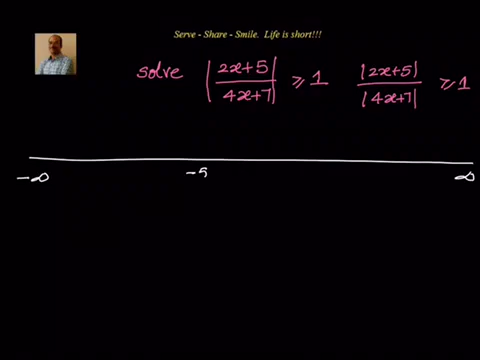 Serve - Share - Smile. Life is short!!!
solve |2x+5 / 4x+7| ⩾ 1 |2x+5| / |4x+7| ⩾ 1
-∞ -5 ∞